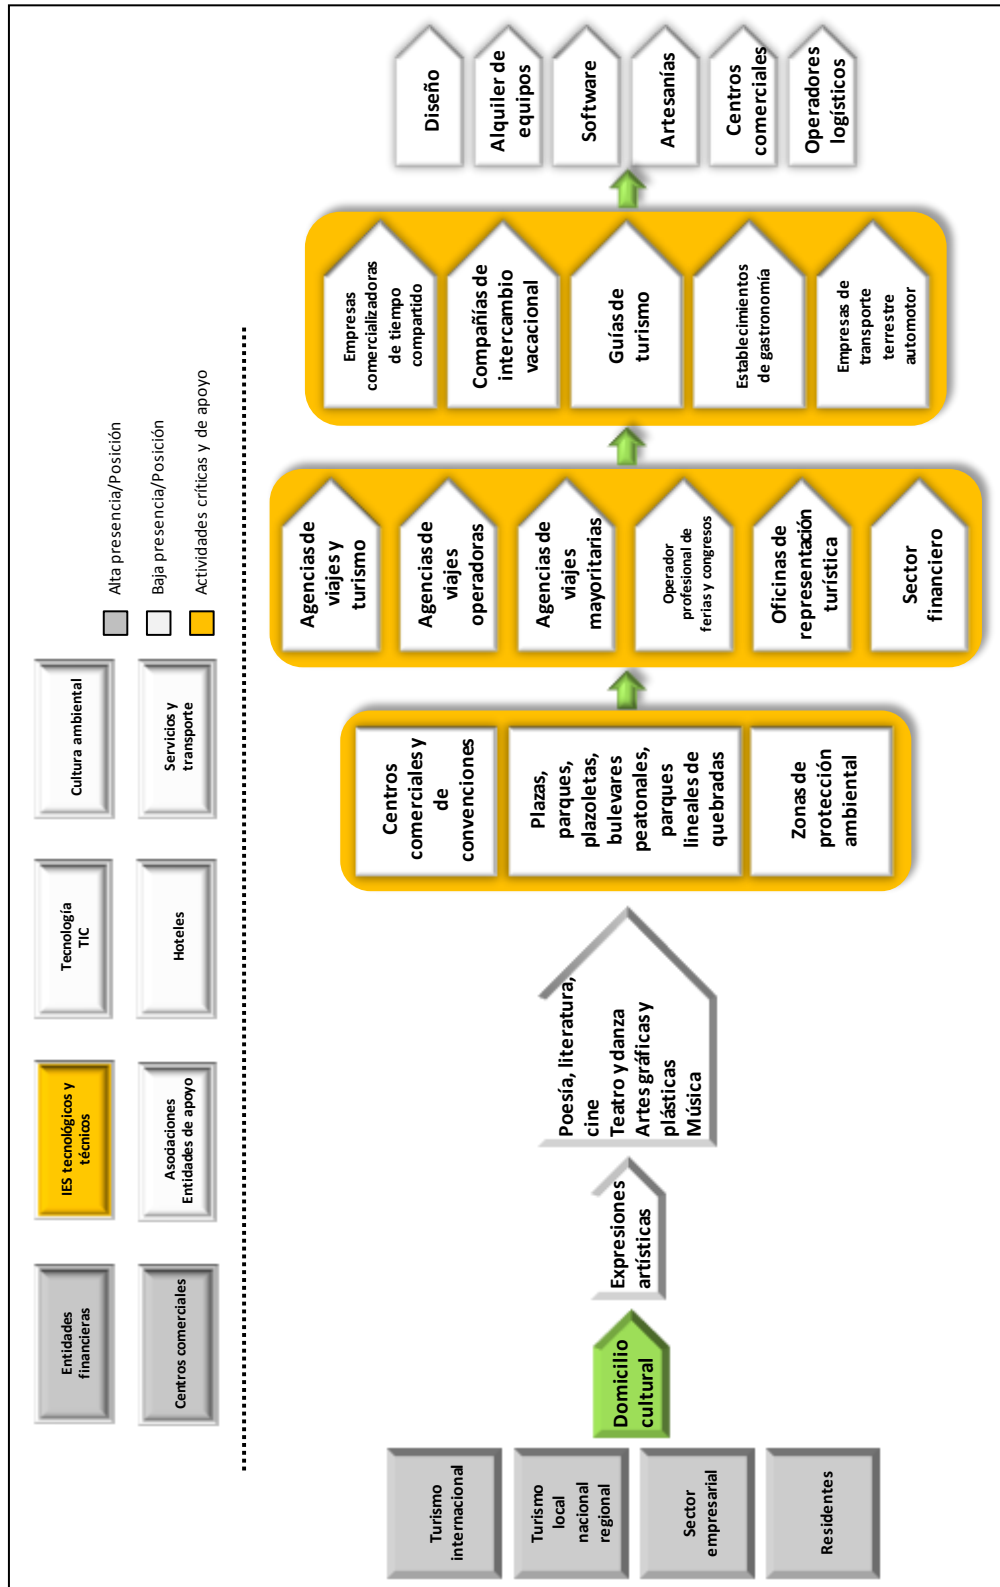 Entidades
financieras
IES tecnológicos y
técnicos
Tecnología
TIC
Cultura ambiental
Centros comerciales
Asociaciones
Entidades de apoyo
Hoteles
Servicios y
transporte
Alta presencia/Posición
Baja presencia/Posición
Actividades críticas y de apoyo
Turismo
internacional
Turismo
local
nacional
regional
Sector
empresarial
Residentes
Domicilio
cultural
Expresiones
artísticas
Poesía, literatura,
cine
Teatro y danza
Artes gráficas y
plásticas
Música
Centros
comerciales y
de
convenciones
Plazas,
parques,
plazoletas,
bulevares
peatonales,
parques
lineales de
quebradas
Zonas de
protección
ambiental
Agencias de
viajes y
turismo
Agencias de
viajes
operadoras
Agencias de
viajes
mayoritarias
Operador
profesional de
ferias y congresos
Oficinas de
representación
turística
Sector
financiero
Empresas
comercializadoras
de tiempo
compartido
Compañías de
intercambio
vacacional
Guías de
turismo
Establecimientos
de gastronomía
Empresas de
transporte
terrestre
automotor
Diseño
Alquiler de
equipos
Software
Artesanías
Centros
comerciales
Operadores
logísticos